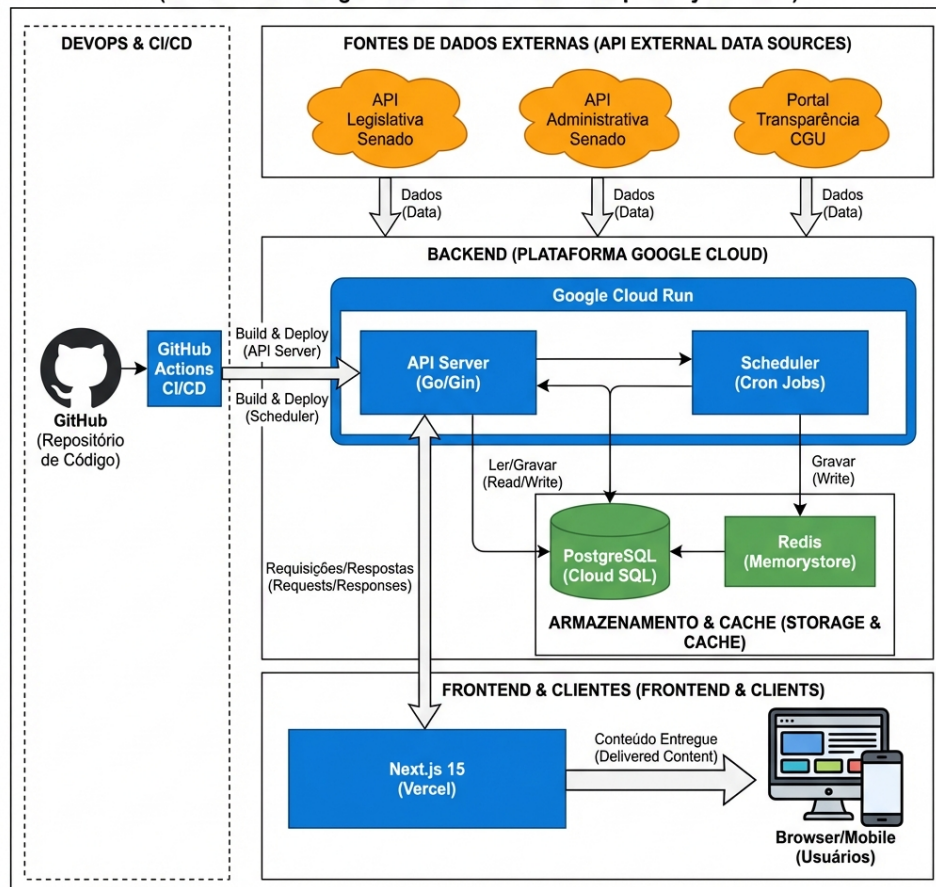 DEVOPS & CI/CD
FONTES DE DADOS EXTERNAS (API EXTERNAL DATA SOURCES)
API
Legislativa
Senado
API
Administrativa
Senado
Portal
Transparência
CGU
Dados
(Data)
Dados
(Data)
Dados
(Data)
BACKEND (PLATAFORMA GOOGLE CLOUD)
Google Cloud Run
Build & Deploy
(API Server)
Build & Deploy
(Scheduler)
GitHub
Actions
CI/CD
GitHub
(Repositório
de Código)
API Server
(Go/Gin)
Scheduler
(Cron Jobs)
Ler/Gravar
(Read/Write)
Gravar
(Write)
PostgreSQL
(Cloud SQL)
Redis
(Memorystore)
Requisições/Respostas
(Requests/Responses)
ARMAZENAMENTO & CACHE (STORAGE &
CACHE)
FRONTEND & CLIENTES (FRONTEND & CLIENTS)
Next.js 15
(Vercel)
Conteúdo Entregue
(Delivered Content)
Browser/Mobile
(Usuários)